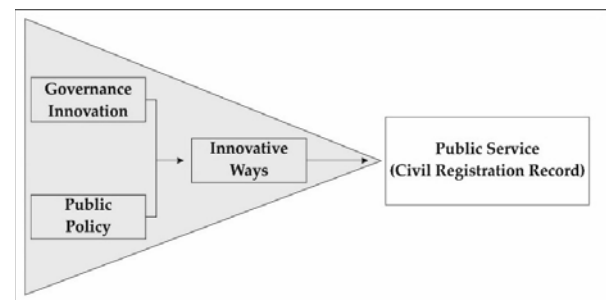 Governance
Innovation
Public
Policy
Innovative
Ways
Public Service
(Civil Registration Record)